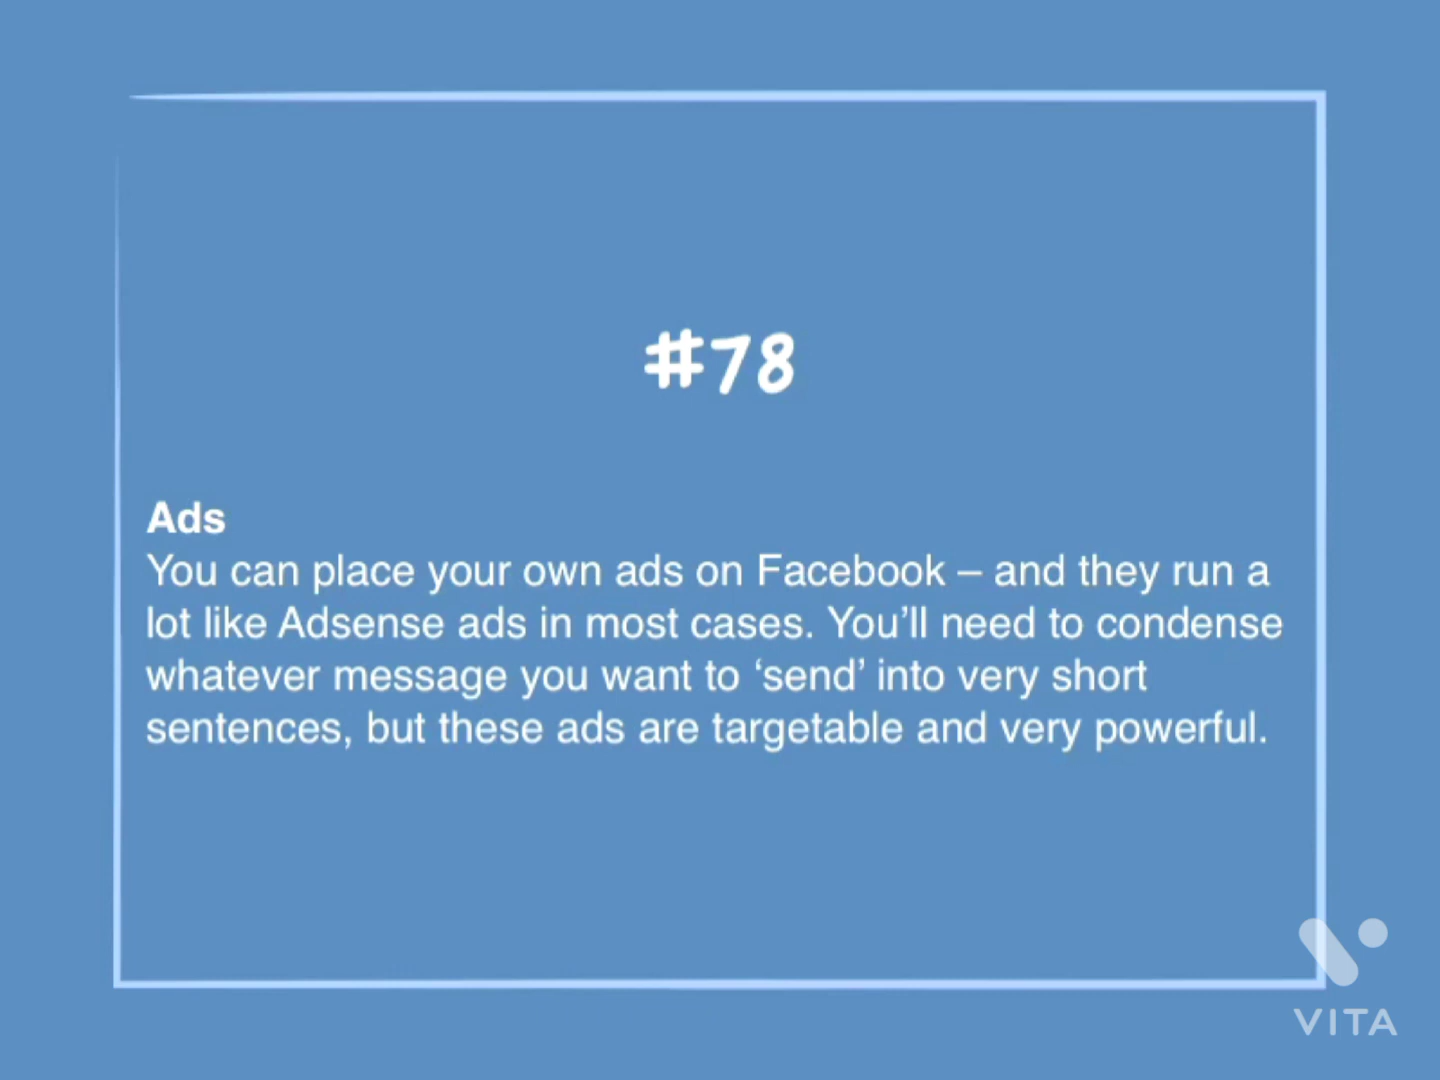 #78
Ads
You can place your own ads on Facebook – and they run a
lot like Adsense ads in most cases. You’ll need to condense
whatever message you want to ‘send’ into very short
sentences, but these ads are targetable and very powerful.
VITA